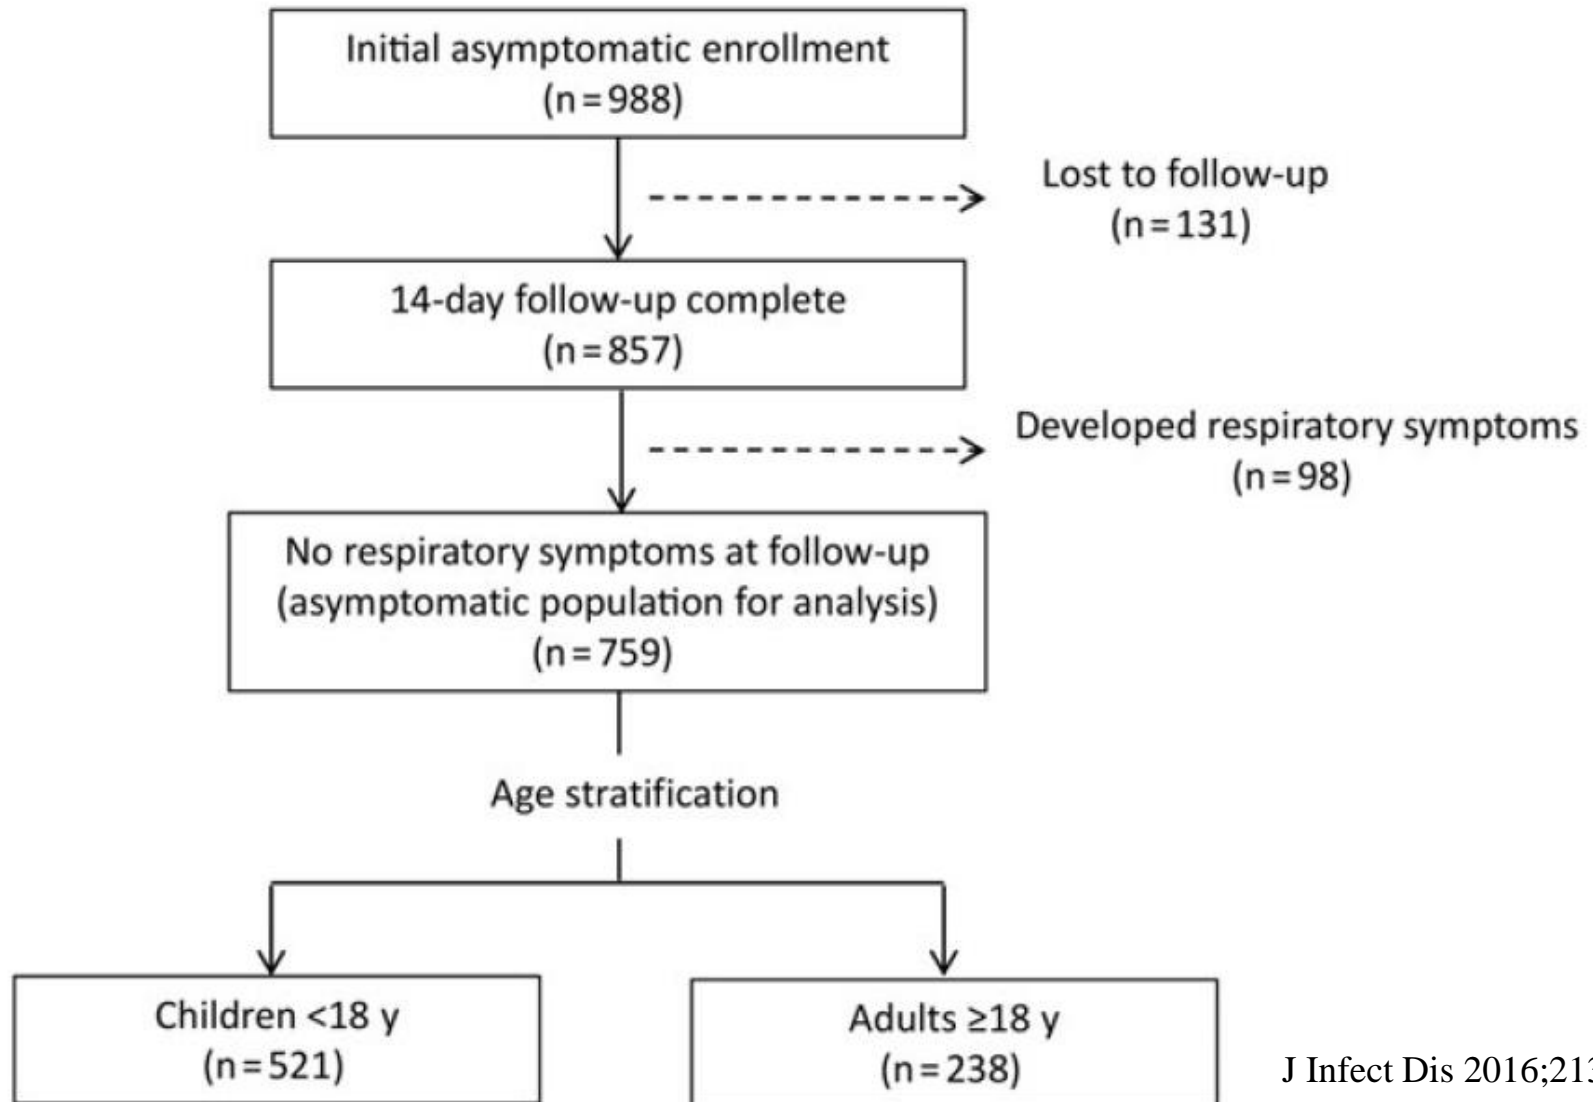 Initial asymptomatic enrollment
(n=988)
Lost to follow-up
(n=131)
14-day follow-up complete
(n=857)
Developed respiratory symptoms
(n=98)
No respiratory symptoms at follow-up
(asymptomatic population for analysis)
(n=759)
Age stratification
Children <18 y
(n=521)
Adults ≥18 y
(n=238)
J Infect Dis 2016;213